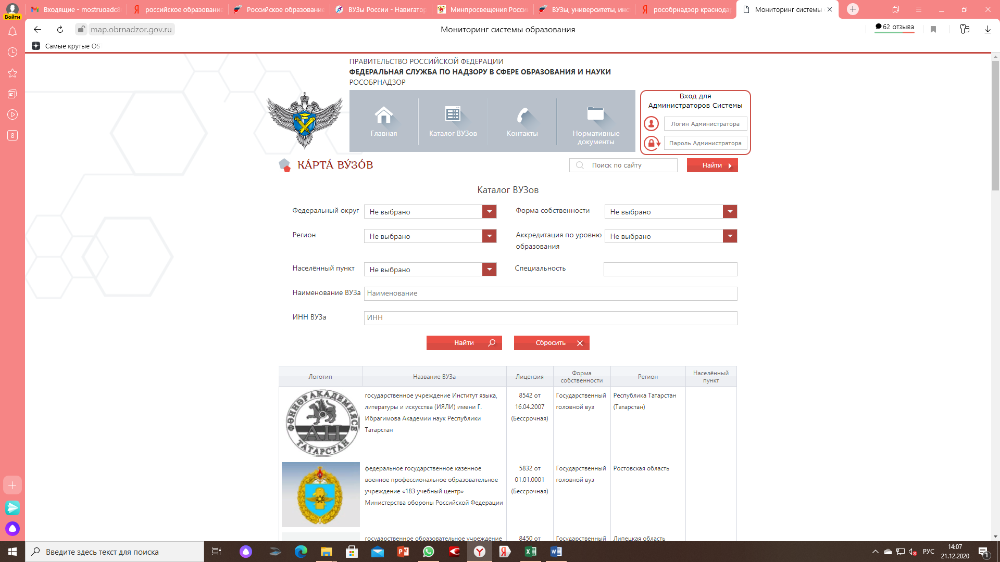 Войти
Входящие - mostruoadc8
российское образование
Российское образование
ВУЗы России - Навигатор
Минпросвещения Росси
ВУЗы, университеты, инс
рособрнадзор краснодар
Мониторинг системы
map.obrnadzor.gov.ru
Мониторинг системы образования
62 отзыва
Самые крутые OST
8
ПРАВИТЕЛЬСТВО РОССИЙСКОЙ ФЕДЕРАЦИИ
ФЕДЕРАЛЬНАЯ СЛУЖБА ПО НАДЗОРУ В СФЕРЕ ОБРАЗОВАНИЯ И НАУКИ
РОСОБРНАДЗОР
Главная
Каталог ВУЗов
Контакты
Нормативные
документы
Вход для
Администраторов Системы
Логин Администратора
Пароль Администратора
КА́РТА́ ВУ́ЗО́В
Поиск по сайту
Найти
Каталог ВУЗов
Федеральный округ
Не выбрано
Форма собственности
Не выбрано
Регион
Не выбрано
Аккредитация по уровню
образования
Не выбрано
Населённый пункт
Не выбрано
Специальность
Наименование ВУЗа
Наименование
ИНН ВУЗа
ИНН
Найти
Сбросить
Логотип
Название ВУЗа
Лицензия
Форма
собственности
Регион
Населённый
пункт
ФӘННӘР АКАДЕМИЯСЕ
АН
ТАТАРСТАН
государственное учреждение Институт языка,
литературы и искусства (ИЯЛИ) имени Г.
Ибрагимова Академии наук Республики
Татарстан
8542 от
16.04.2007
(Бессрочная)
Государственный
головной вуз
Республика Татарстан
(Татарстан)
федеральное государственное казенное
военное профессиональное образовательное
учреждение «183 учебный центр»
Министерства обороны Российской Федерации
5832 от
01.01.0001
(Бессрочная)
Государственный
головной вуз
Ростовская область
государственное образовательное учреждение
8450 от
Государственный
Липецкая область
Введите здесь текст для поиска
РУС
14:07
21.12.2020
1